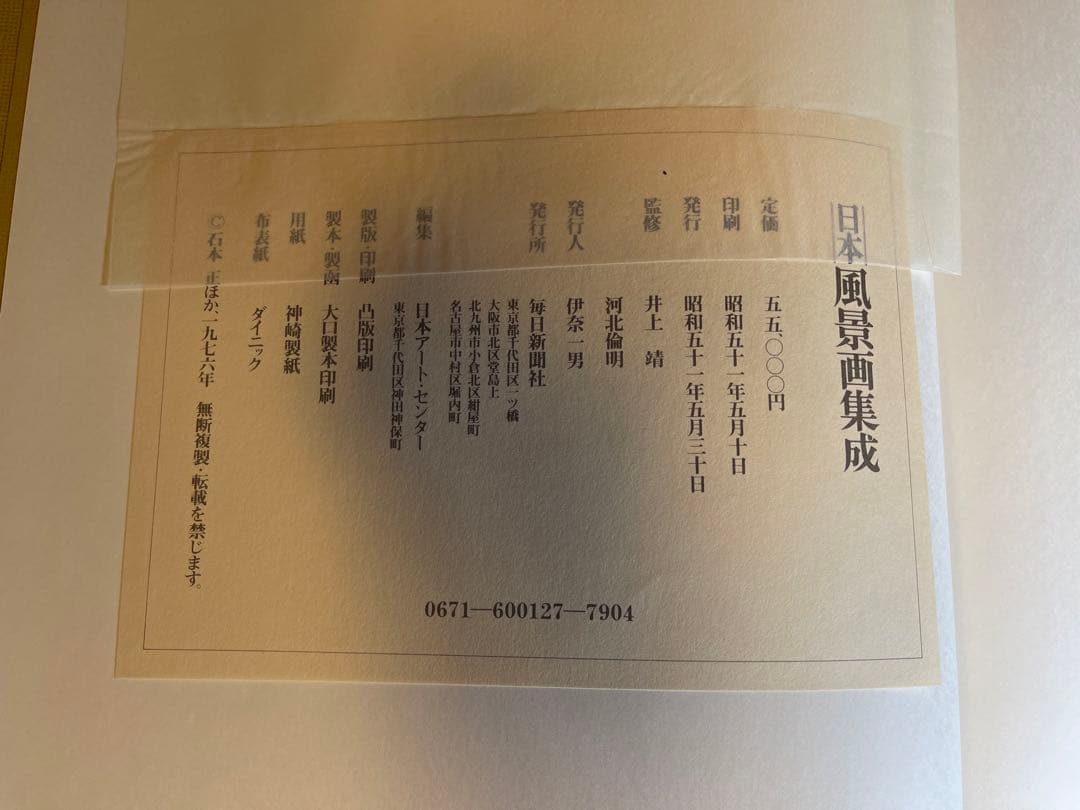 日本風景画集成
定価 五五、〇〇〇円
印刷 昭和五十一年五月十日
発行 昭和五十一年五月三十日
監修 井上 靖
河北倫明
発行人 伊奈一男
発行所 毎日新聞社
東京都千代田区一ツ橋
大阪市北区堂島上
北九州市小倉北区紺屋町
名古屋市中村区堀内町
編集 日本アート・センター
東京都千代田区神田神保町
製版・印刷 凸版印刷
製本・製函 大口製本印刷
用紙 神崎製紙
布表紙 ダイニック
© 石本 正ほか、一九七六年 無断複製・転載を禁じます。
0671—600127—7904